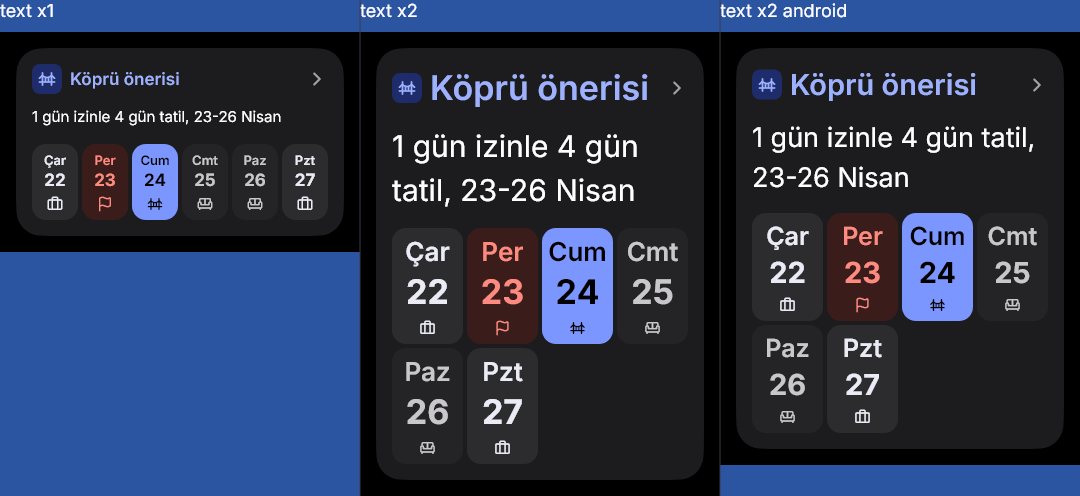 text x1
Köprü önerisi
1 gün izinle 4 gün tatil, 23-26 Nisan
Çar Per Cum Cmt Paz Pzt
22 23 24 25 26 27
text x2
Köprü önerisi
1 gün izinle 4 gün
tatil, 23-26 Nisan
Çar Per Cum Cmt
22 23 24 25
Paz Pzt
26 27
text x2 android
Köprü önerisi
1 gün izinle 4 gün tatil,
23-26 Nisan
Çar Per Cum Cmt
22 23 24 25
Paz Pzt
26 27